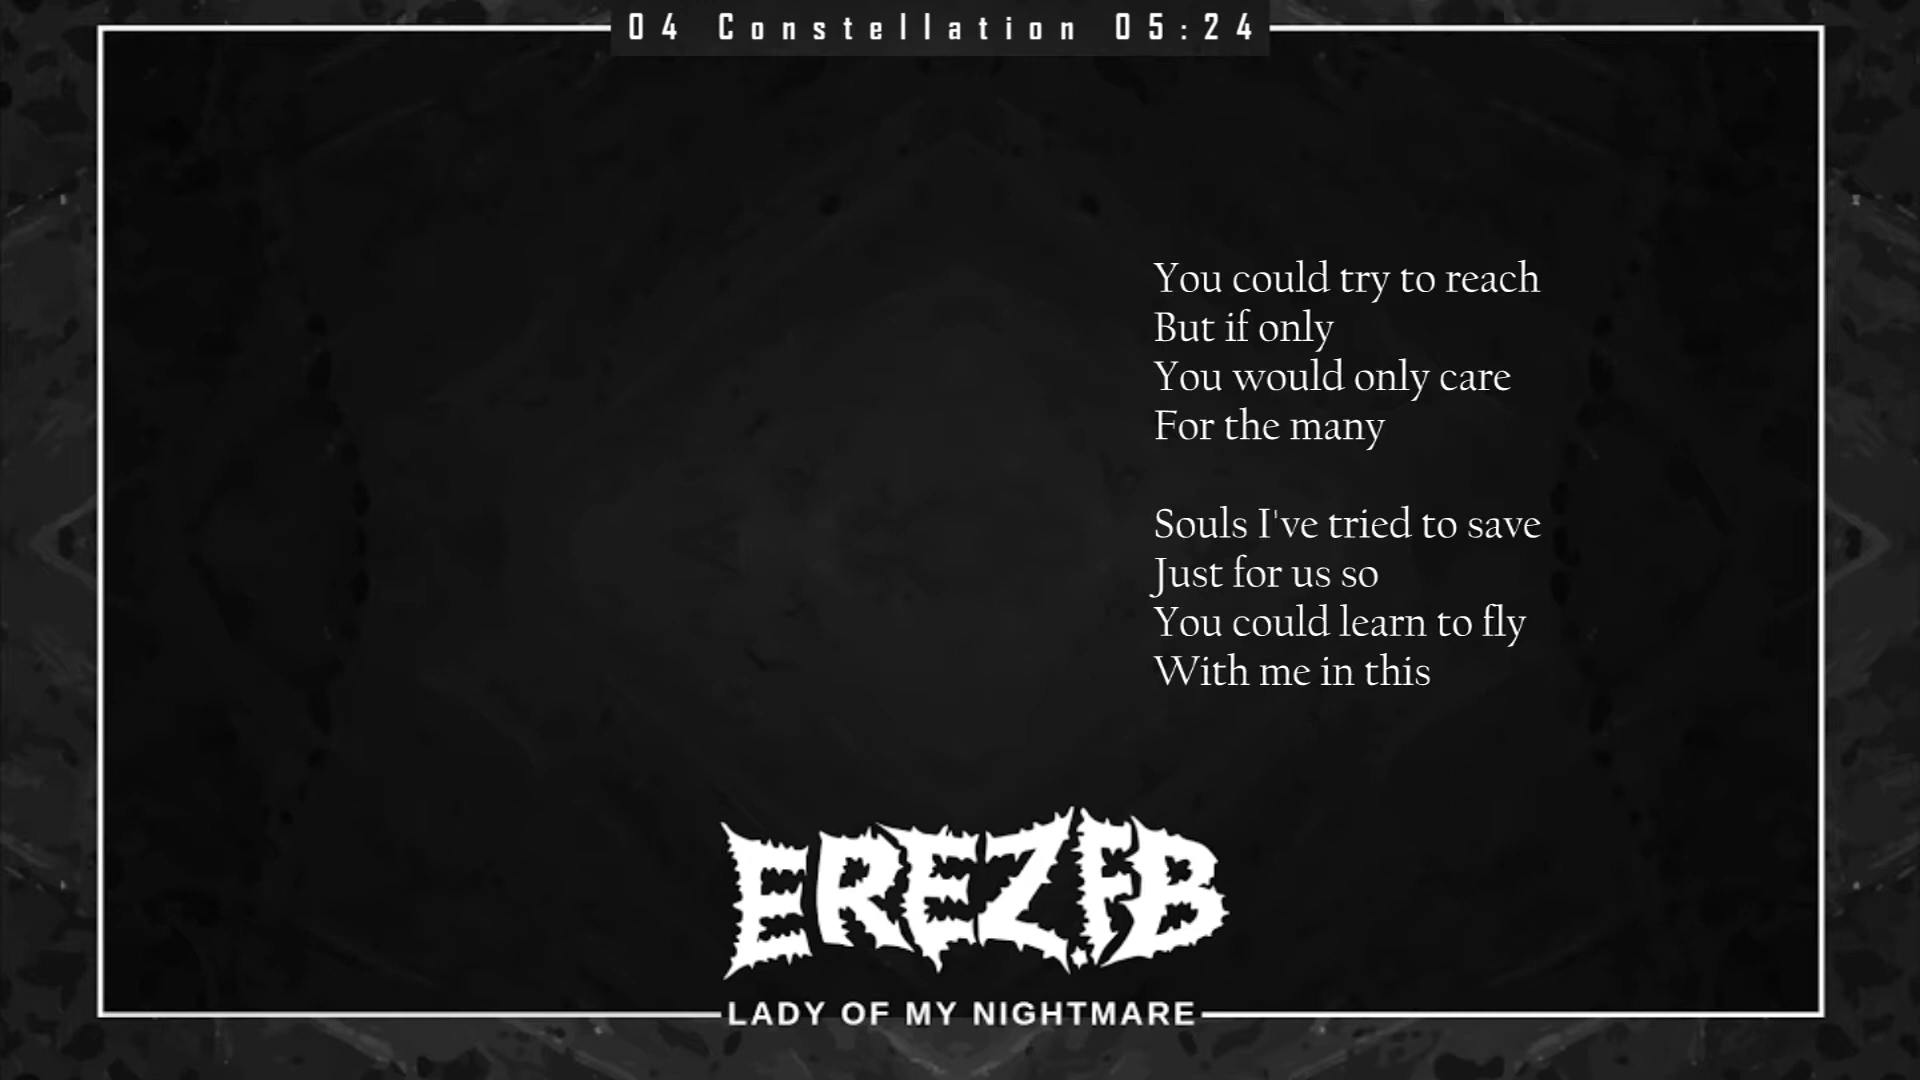 04 Constellation 05:24
You could try to reach
But if only
You would only care
For the many
Souls I've tried to save
Just for us so
You could learn to fly
With me in this
EREZ.FB
LADY OF MY NIGHTMARE